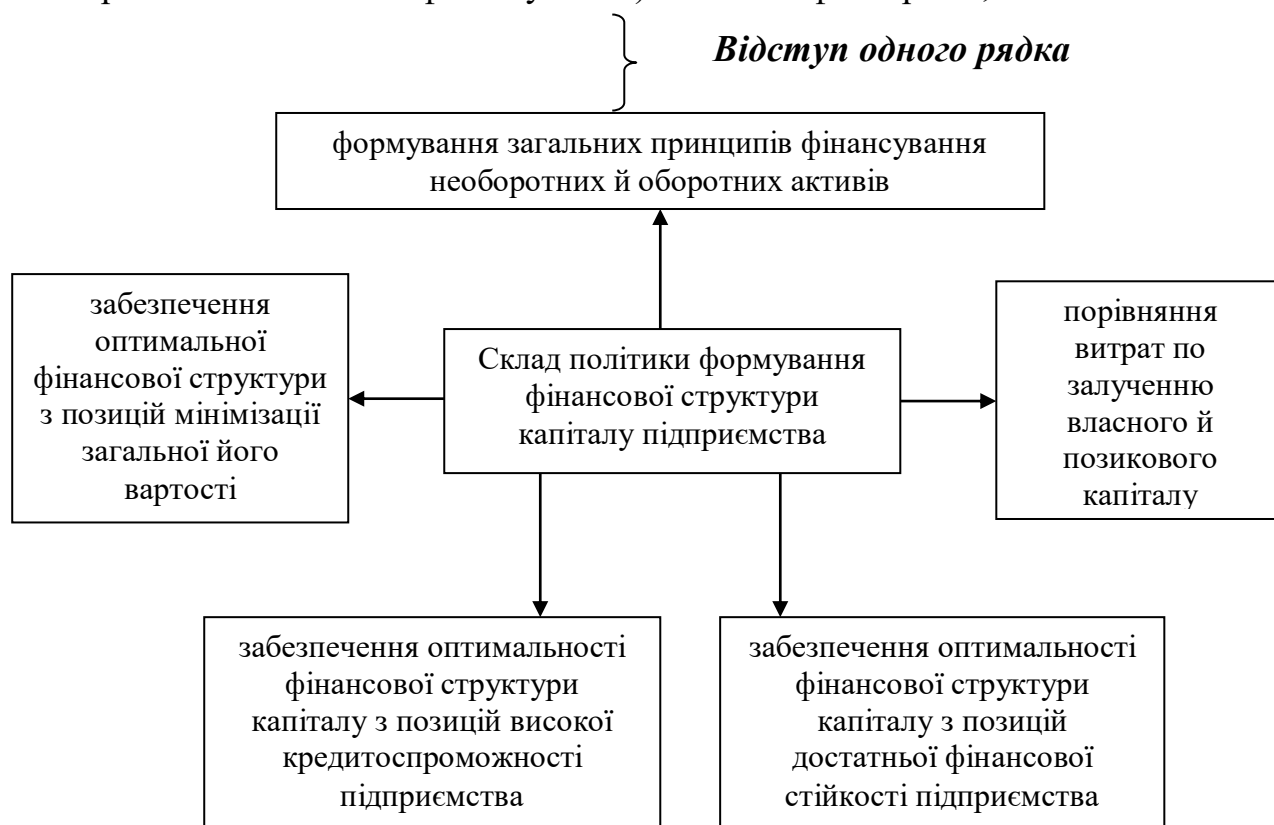 Відступ одного рядка
формування загальних принципів фінансування
необоротних й оборотних активів
забезпечення
оптимальної
фінансової структури
з позицій мінімізації
загальної його
вартості
Склад політики формування
фінансової структури
капіталу підприємства
порівняння
витрат по
залученню
власного й
позикового
капіталу
забезпечення оптимальності
фінансової структури
капіталу з позицій високої
кредитоспроможності
підприємства
забезпечення оптимальності
фінансової структури
капіталу з позицій
достатньої фінансової
стійкості підприємства